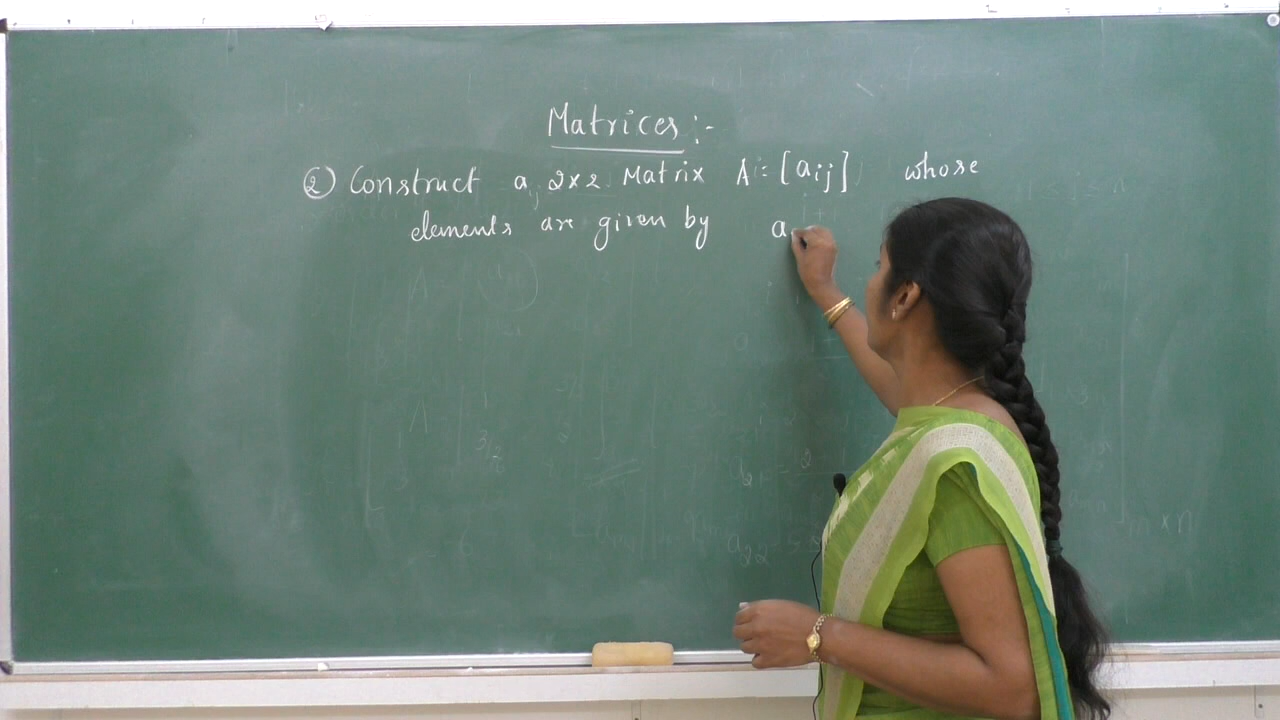 Matrices :-
② Construct a 2x2 Matrix A = [aij] whose
elements are given by a